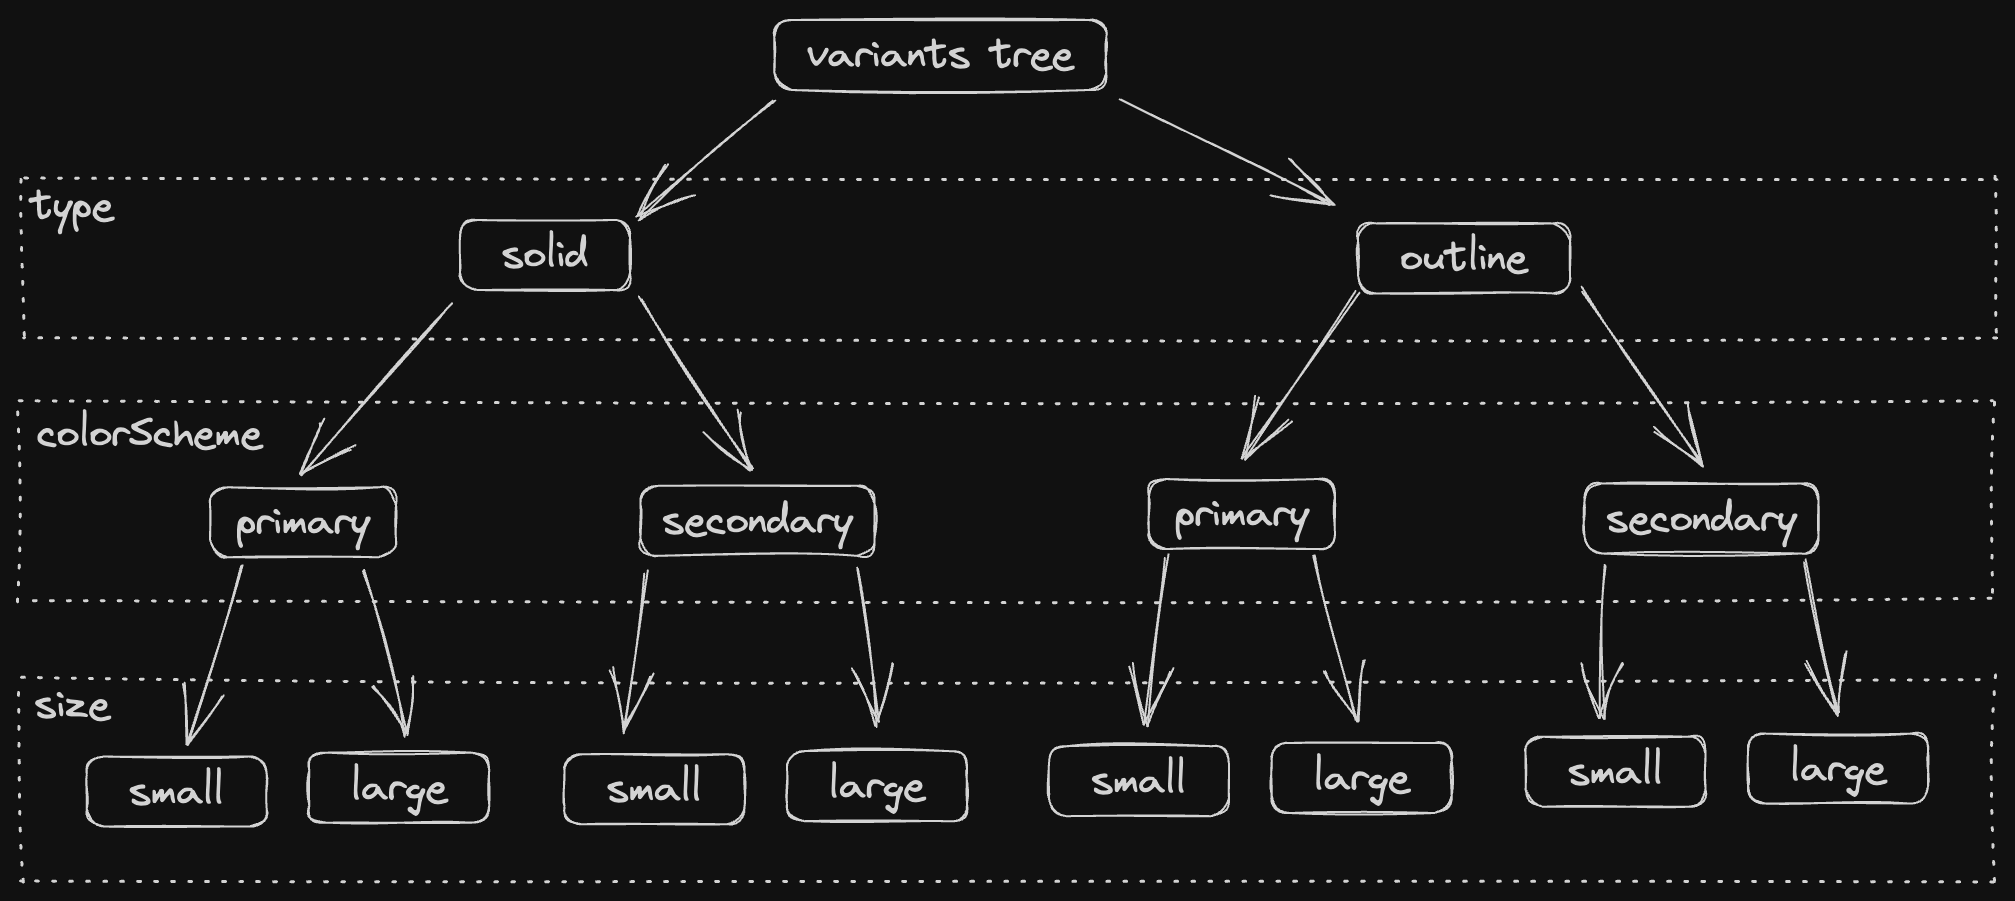 variants tree
type
solid
outline
colorScheme
primary
secondary
primary
secondary
size
small
large
small
large
small
large
small
large